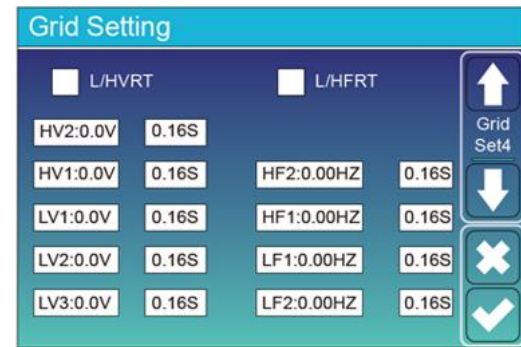 Grid Setting
L/HVRT L/HFRT
HV2:0.0V 0.16S
HV1:0.0V 0.16S HF2:0.00HZ 0.16S
LV1:0.0V 0.16S HF1:0.00HZ 0.16S
LV2:0.0V 0.16S LF1:0.00HZ 0.16S
LV3:0.0V 0.16S LF2:0.00HZ 0.16S
Grid
Set4